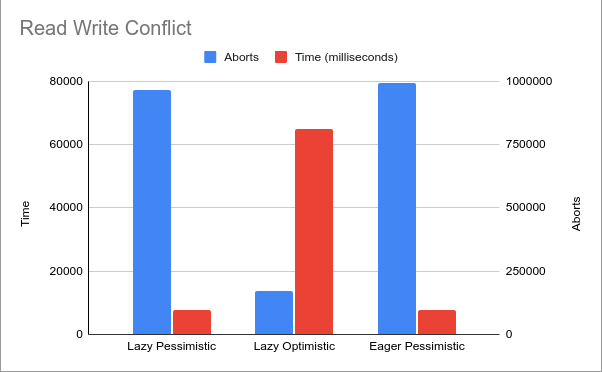 Read Write Conflict
Aborts Time (milliseconds)
80000 1000000
60000 750000
40000 500000
20000 250000
0 0
Time
Aborts
Lazy Pessimistic Lazy Optimistic Eager Pessimistic